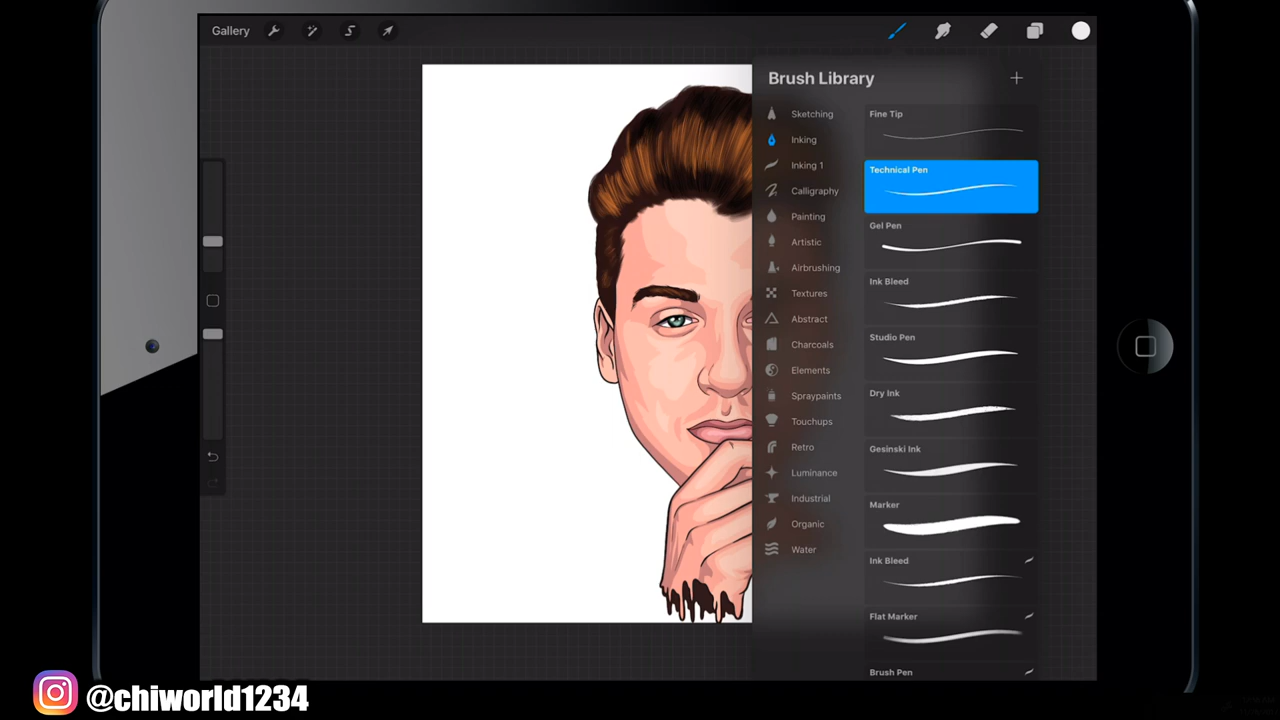 Gallery
Brush Library
Sketching
Inking
Inking 1
Calligraphy
Painting
Artistic
Airbrushing
Textures
Abstract
Charcoals
Elements
Spraypaints
Touchups
Retro
Luminance
Industrial
Organic
Water
Fine Tip
Technical Pen
Gel Pen
Ink Bleed
Studio Pen
Dry Ink
Gesinski Ink
Marker
Ink Bleed
Flat Marker
Brush Pen
@chiworld1234